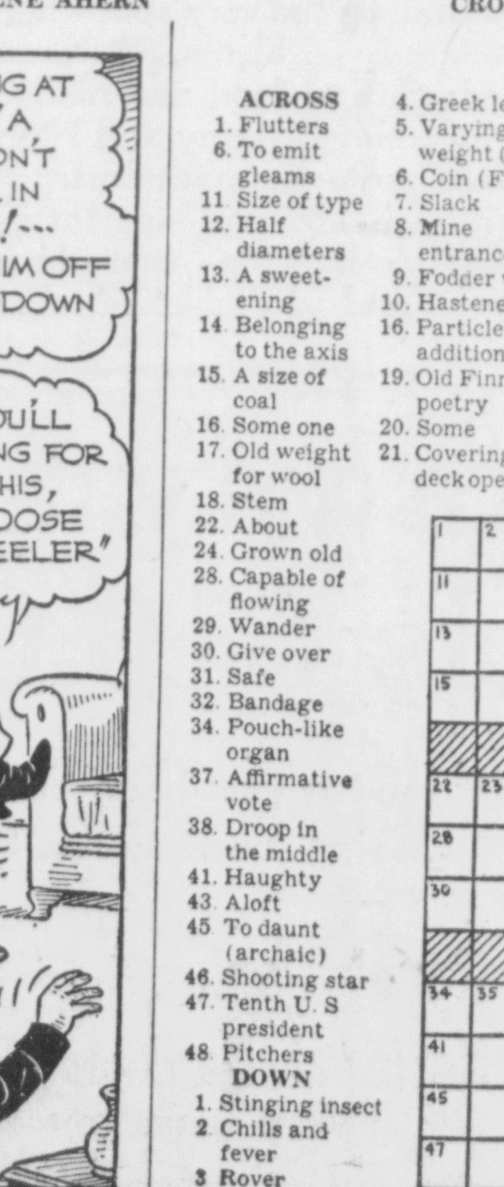 NE AHERN
CRO
NG AT
A,
ON'T
IN
!---
IM OFF
DOWN
OU'LL
NG FOR
HIS,
OOSE
EELER"
ACROSS
1. Flutters
6. To emit
gleams
11. Size of type
12. Half
diameters
13. A sweet-
ening
14. Belonging
to the axis
15. A size of
coal
16. Some one
17. Old weight
for wool
18. Stem
22. About
24. Grown old
28. Capable of
flowing
29. Wander
30. Give over
31. Safe
32. Bandage
34. Pouch-like
organ
37. Affirmative
vote
38. Droop in
the middle
41. Haughty
43. Aloft
45 To daunt
(archaic)
46. Shooting star
47. Tenth U. S
president
48. Pitchers
DOWN
1. Stinging insect
2. Chills and
fever
3 Rover
4. Greek le
5. Varying
weight (
6. Coin (F
7. Slack
8. Mine
entranc
9. Fodder
10. Hastene
16. Particle
addition
19. Old Finn
poetry
20. Some
21. Covering
deck ope
1 2
11
13
15
22 23
28
30
34 35
41
45
47